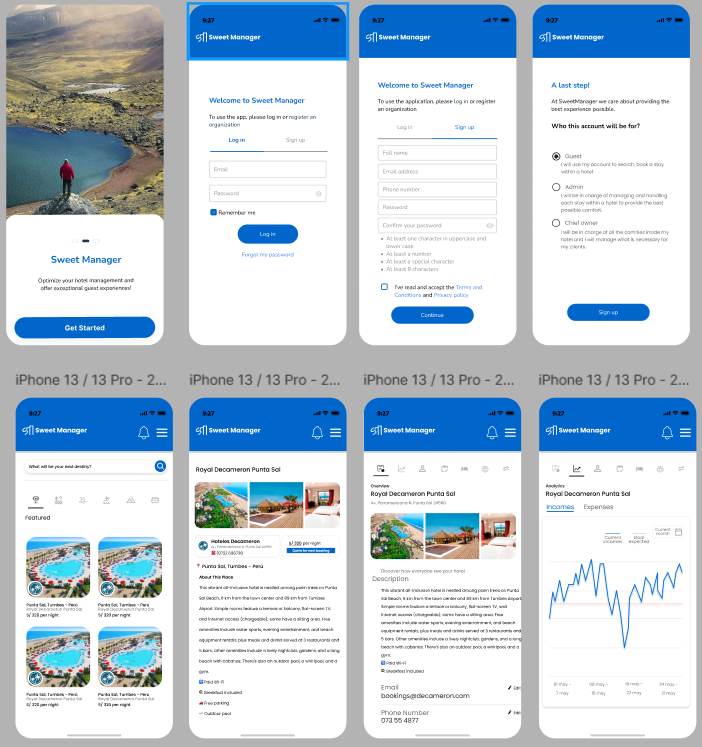 Sweet Manager
Optimize your hotel management and
offer exceptional guest experiences!
Get Started
9:27
Sweet Manager
Welcome to Sweet Manager
To use the app, please log in or register an
organization
Log in
Sign up
Email
Password
Remember me
Log in
Forgot my password
9:27
Sweet Manager
Welcome to Sweet Manager
To use the application, please log in or register
an organization
Log in
Sign up
Full name
Email address
Phone number
Password
Confirm your password
At least one character in uppercase and
lower case
At least a number
At least a special character
At least 8 characters
I've read and accept the Terms and
Conditions and Privacy policy
Continue
9:27
Sweet Manager
A last step!
At SweetManager we care about providing the
best experience possible.
Who this account will be for?
Guest
I will use my account to search, book a stay
within a hotel.
Admin
I will be in charge of managing and handling
each stay within a hotel to provide the best
possible comfort.
Chief owner
I will be in charge of all the comities inside my
hotel and I will manage what is necessary for
my clients.
Sign up
iPhone 13 / 13 Pro - 2...
9:27
Sweet Manager
What will be your next destiny?
Featured
Punta Sal, Tumbes - Perú
Royal Decameron Punta Sal
S/ 320 per night
Punta Sal, Tumbes - Perú
Royal Decameron Punta Sal
S/ 320 per night
Punta Sal, Tumbes - Perú
Royal Decameron Punta Sal
S/ 320 per night
Punta Sal, Tumbes - Perú
Royal Decameron Punta Sal
S/ 320 per night
iPhone 13 / 13 Pro - 2...
9:27
Sweet Manager
Royal Decameron Punta Sal
Hoteles Decameron
Av. Panamericana N, Punta Sal 24560
(073) 596790
S/ 320 per night
Punta Sal, Tumbes - Perú
About This Place
This vibrant all-inclusive hotel is nestled among palm trees on Punta
Sal Beach, 6 km from the town center and 89 km from Tumbes
Airport. Simple rooms feature a terrace or balcony, flat-screen TV,
and internet access (chargeable), some have a sitting area. Free
amenities include water sports, evening entertainment, and beach
equipment rentals, plus meals and drinks served at 3 restaurants and
5 bars. Other amenities include a lively nightclub, gardens, and a long
beach with cabanas. There's also an outdoor pool, a whirlpool, and a
gym.
Paid Wi-Fi
Breakfast included
Free parking
Outdoor pool
iPhone 13 / 13 Pro - 2...
9:27
Sweet Manager
Overview
Royal Decameron Punta Sal
Av. Panamericana N, Punta Sal 24560
Discover how everyone see your hotel
Description
This vibrant all-inclusive hotel is nestled among palm trees on Punta
Sal Beach, 6 km from the town center and 89 km from Tumbes Airport.
Simple rooms feature a terrace or balcony, flat-screen TV, and
internet access (chargeable), some have a sitting area. Free
amenities include water sports, evening entertainment, and beach
equipment rentals, plus meals and drinks served at 3 restaurants and
5 bars. Other amenities include a lively nightclub, gardens, and a long
beach with cabanas. There's also an outdoor pool, a whirlpool, and a
gym.
Paid Wi-Fi
Breakfast included
Email
Edit
bookings@decameron.com
Phone Number
Edit
073 55 4877
iPhone 13 / 13 Pro - 2...
9:27
Sweet Manager
Analytics
Royal Decameron Punta Sal
Incomes
Expenses
Current
incomes
Goal
expected
Current
month
01 may -
7 may
08 may -
15 may
16 may -
23 may
24 may -
31 may